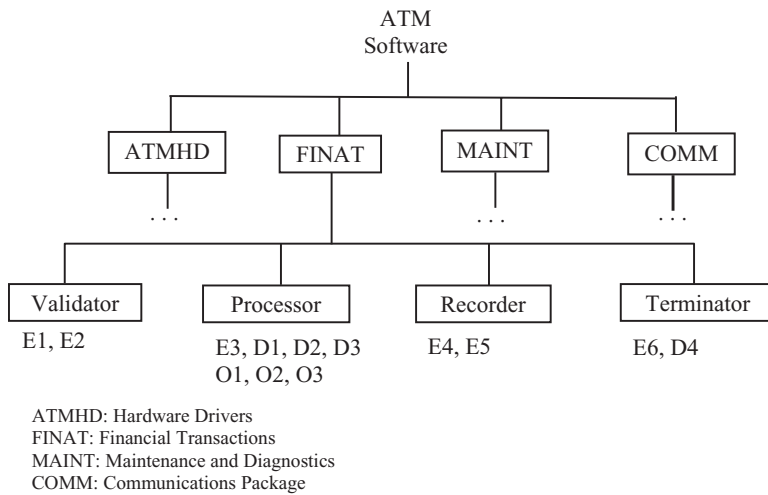 ATM
Software
ATMHD FINAT MAINT COMM
. . . . . . . . .
Validator Processor Recorder Terminator
E1, E2 E3, D1, D2, D3 E4, E5 E6, D4
O1, O2, O3
ATMHD: Hardware Drivers
FINAT: Financial Transactions
MAINT: Maintenance and Diagnostics
COMM: Communications Package